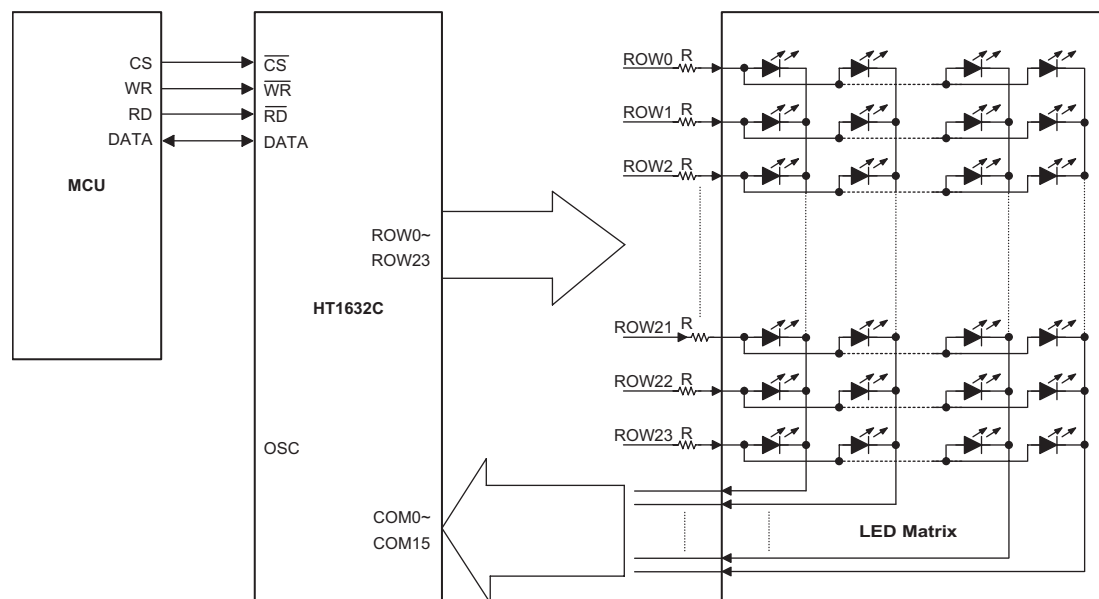 MCU
CS
WR
RD
DATA
HT1632C
CS
WR
RD
DATA
ROW0~
ROW23
OSC
COM0~
COM15
ROW0 R
ROW1 R
ROW2 R
ROW21 R
ROW22 R
ROW23 R
LED Matrix